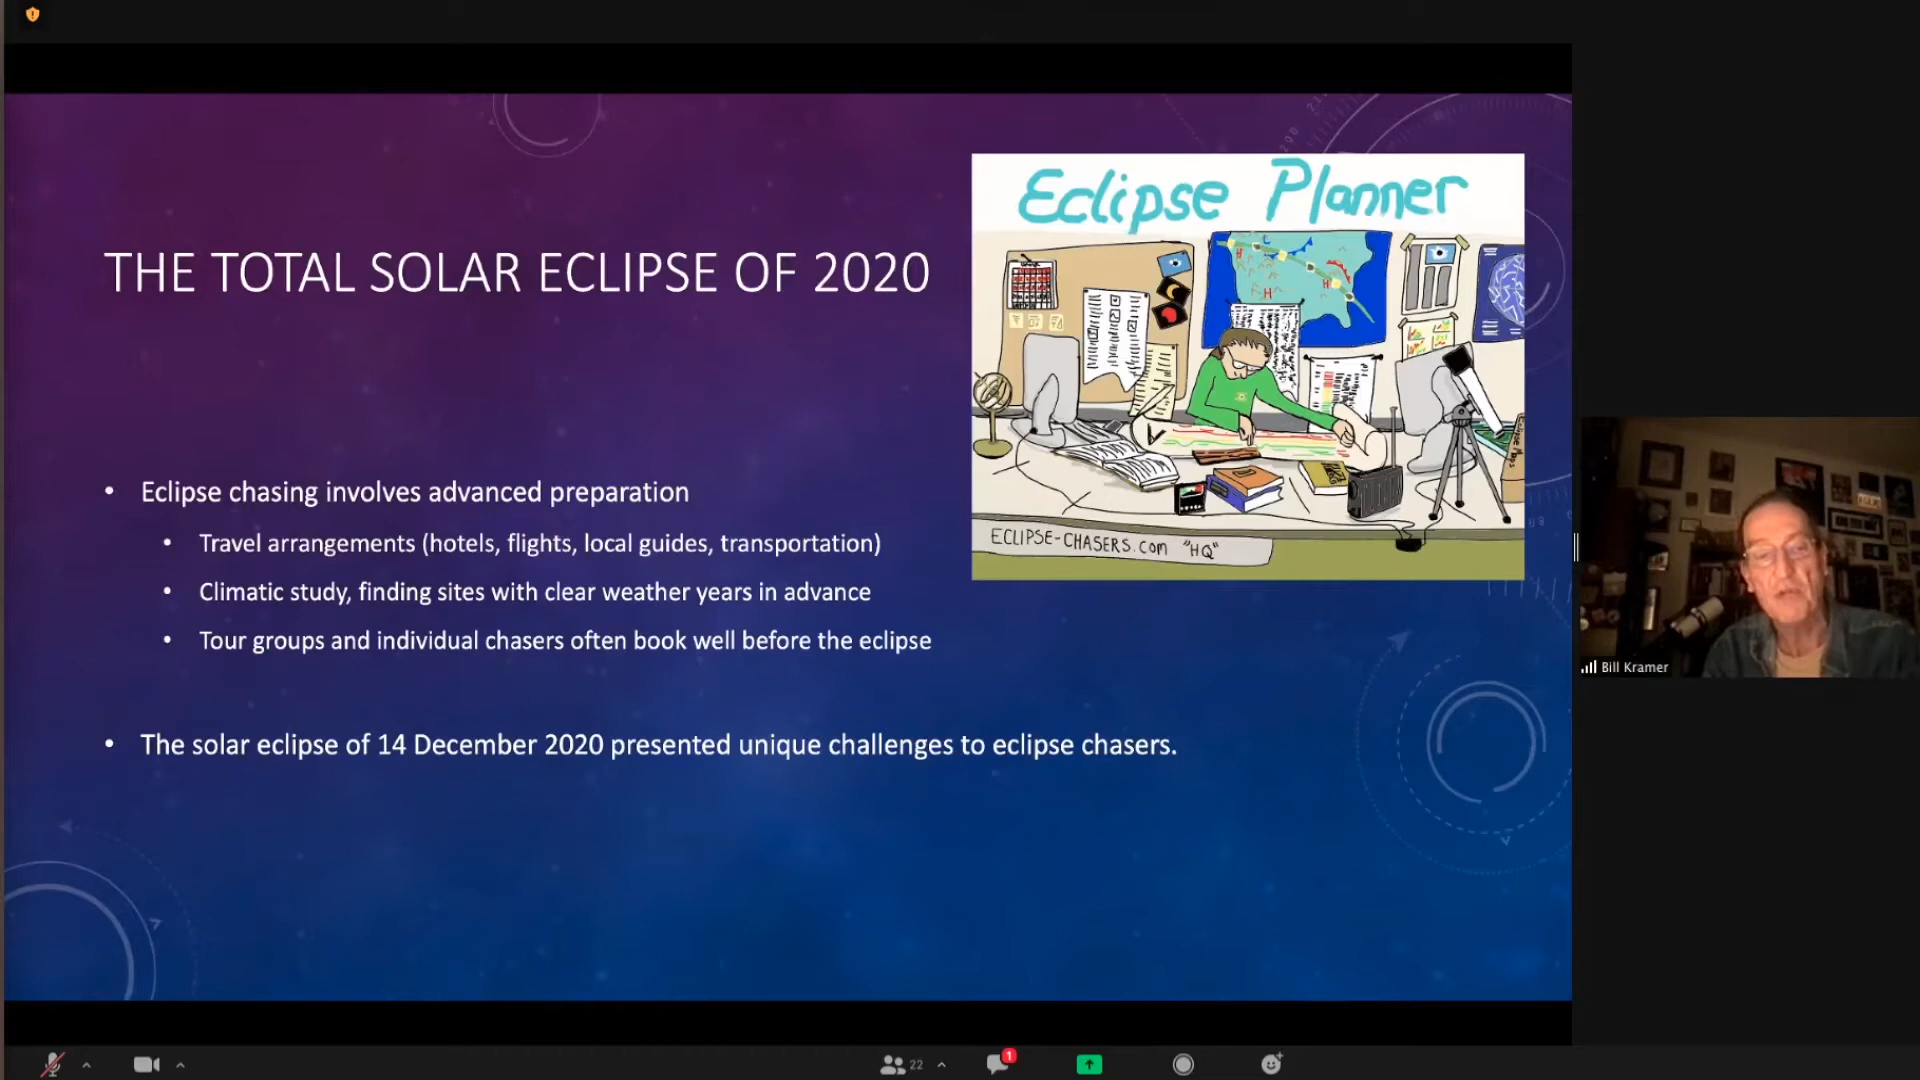 Eclipse Planner
THE TOTAL SOLAR ECLIPSE OF 2020
• Eclipse chasing involves advanced preparation
• Travel arrangements (hotels, flights, local guides, transportation)
• Climatic study, finding sites with clear weather years in advance
• Tour groups and individual chasers often book well before the eclipse
ECLIPSE-CHASERS.com "HQ"
• The solar eclipse of 14 December 2020 presented unique challenges to eclipse chasers.
Bill Kramer
22
1